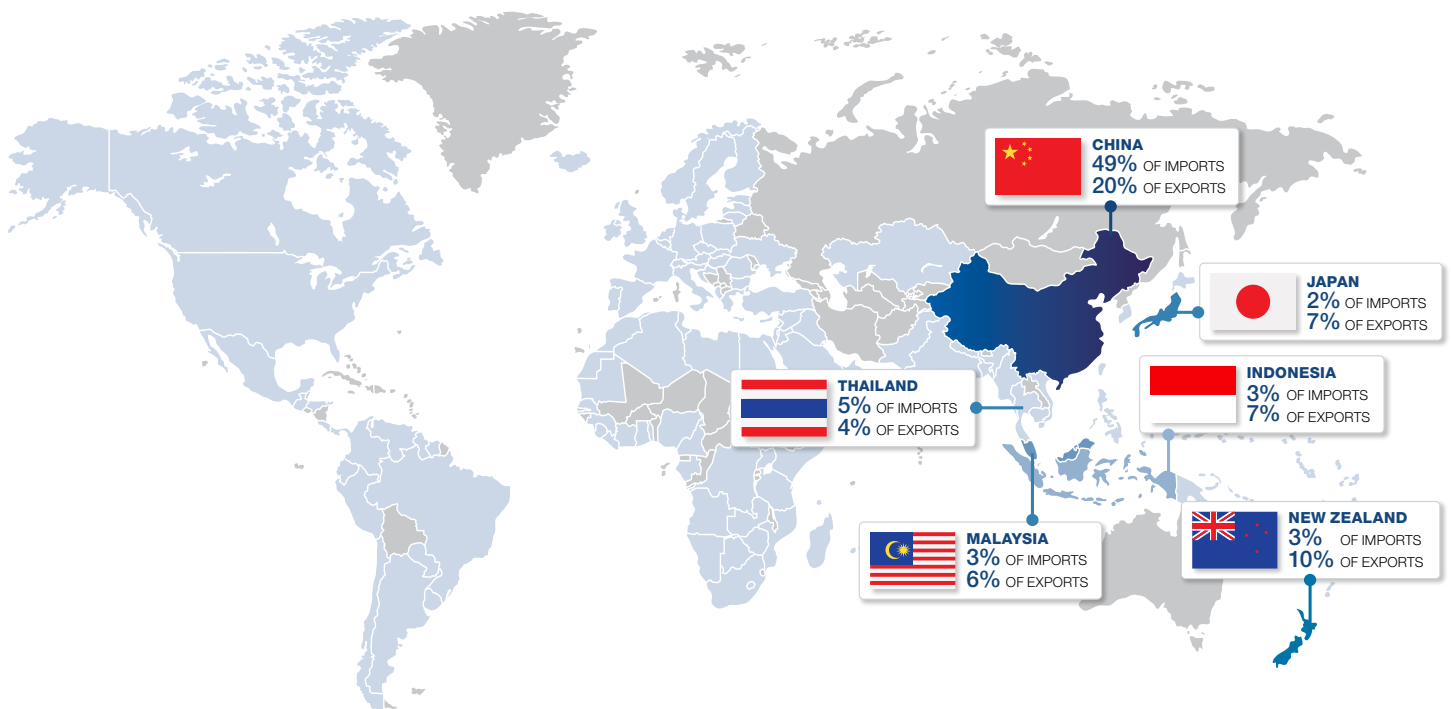 CHINA
49% OF IMPORTS
20% OF EXPORTS
JAPAN
2% OF IMPORTS
7% OF EXPORTS
INDONESIA
3% OF IMPORTS
7% OF EXPORTS
THAILAND
5% OF IMPORTS
4% OF EXPORTS
NEW ZEALAND
3% OF IMPORTS
10% OF EXPORTS
MALAYSIA
3% OF IMPORTS
6% OF EXPORTS